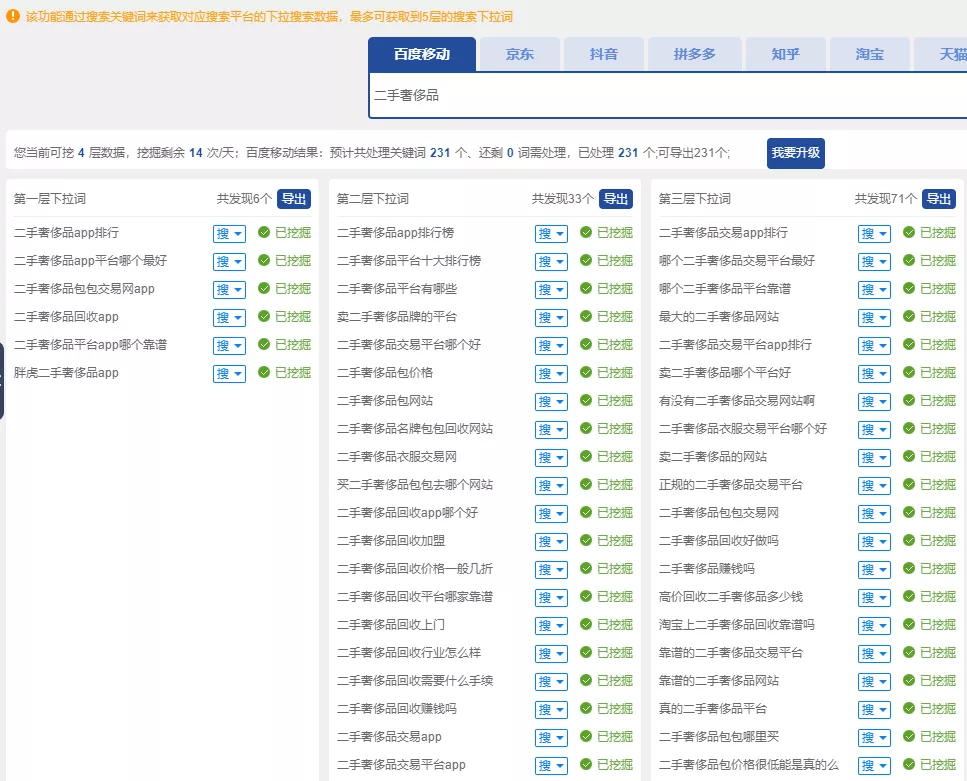 该功能通过搜索关键词来获取对应搜索平台的下拉搜索数据，最多可获取到5层的搜索下拉词
百度移动 京东 抖音 拼多多 知乎 淘宝 天猫
二手奢侈品
您当前可挖 4 层数据，挖掘剩余 14 次/天；百度移动结果：预计共处理关键词 231 个、还剩 0 词需处理，已处理 231 个;可导出231个; 我要升级
第一层下拉词 共发现6个 导出
二手奢侈品app排行 搜 已挖掘
二手奢侈品app平台哪个最好 搜 已挖掘
二手奢侈品包包交易网app 搜 已挖掘
二手奢侈品回收app 搜 已挖掘
二手奢侈品平台app哪个靠谱 搜 已挖掘
胖虎二手奢侈品app 搜 已挖掘
第二层下拉词 共发现33个 导出
二手奢侈品app排行榜 搜 已挖掘
二手奢侈品平台十大排行榜 搜 已挖掘
二手奢侈品平台有哪些 搜 已挖掘
卖二手奢侈品牌的平台 搜 已挖掘
二手奢侈品交易平台哪个好 搜 已挖掘
二手奢侈品包价格 搜 已挖掘
二手奢侈品包网站 搜 已挖掘
二手奢侈品名牌包包回收网站 搜 已挖掘
二手奢侈品衣服交易网 搜 已挖掘
买二手奢侈品包包去哪个网站 搜 已挖掘
二手奢侈品回收app哪个好 搜 已挖掘
二手奢侈品回收加盟 搜 已挖掘
二手奢侈品回收价格一般几折 搜 已挖掘
二手奢侈品回收平台哪家靠谱 搜 已挖掘
二手奢侈品回收上门 搜 已挖掘
二手奢侈品回收行业怎么样 搜 已挖掘
二手奢侈品回收需要什么手续 搜 已挖掘
二手奢侈品回收赚钱吗 搜 已挖掘
二手奢侈品交易app 搜 已挖掘
二手奢侈品交易平台app 搜 已挖掘
第三层下拉词 共发现71个 导出
二手奢侈品交易app排行 搜 已挖掘
哪个二手奢侈品交易平台最好 搜 已挖掘
哪个二手奢侈品平台靠谱 搜 已挖掘
最大的二手奢侈品网站 搜 已挖掘
二手奢侈品交易平台app排行 搜 已挖掘
卖二手奢侈品哪个平台好 搜 已挖掘
有没有二手奢侈品交易网站啊 搜 已挖掘
二手奢侈品衣服交易平台哪个好 搜 已挖掘
卖二手奢侈品的网站 搜 已挖掘
正规的二手奢侈品交易平台 搜 已挖掘
二手奢侈品包包交易网 搜 已挖掘
二手奢侈品回收好做吗 搜 已挖掘
二手奢侈品赚钱吗 搜 已挖掘
高价回收二手奢侈品多少钱 搜 已挖掘
淘宝上二手奢侈品回收靠谱吗 搜 已挖掘
靠谱的二手奢侈品交易平台 搜 已挖掘
靠谱的二手奢侈品网站 搜 已挖掘
真的二手奢侈品平台 搜 已挖掘
二手奢侈品包包哪里买 搜 已挖掘
二手奢侈品包价格很低能是真的么 搜 已挖掘